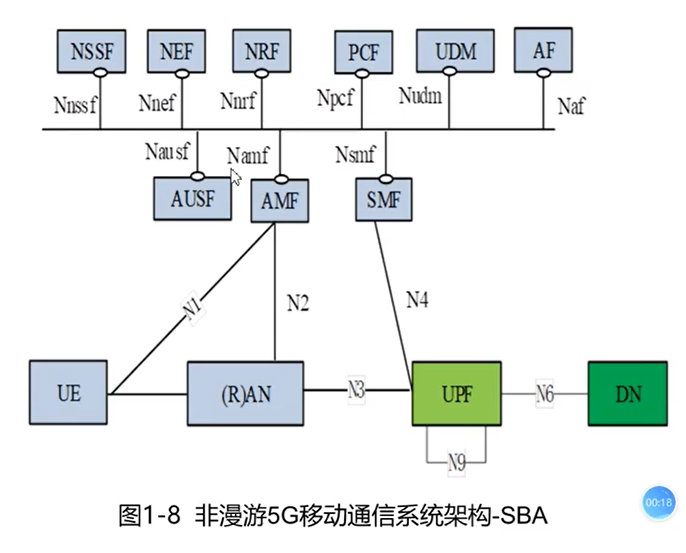 NSSF NEF NRF PCF UDM AF
Nnssf Nnef Nnrf Npcf Nudm Naf
Nausf Namf Nsmf
AUSF AMF SMF
N1 N2 N4
UE (R)AN N3 UPF N6 DN
N9
00:18
图1-8 非漫游5G移动通信系统架构-SBA